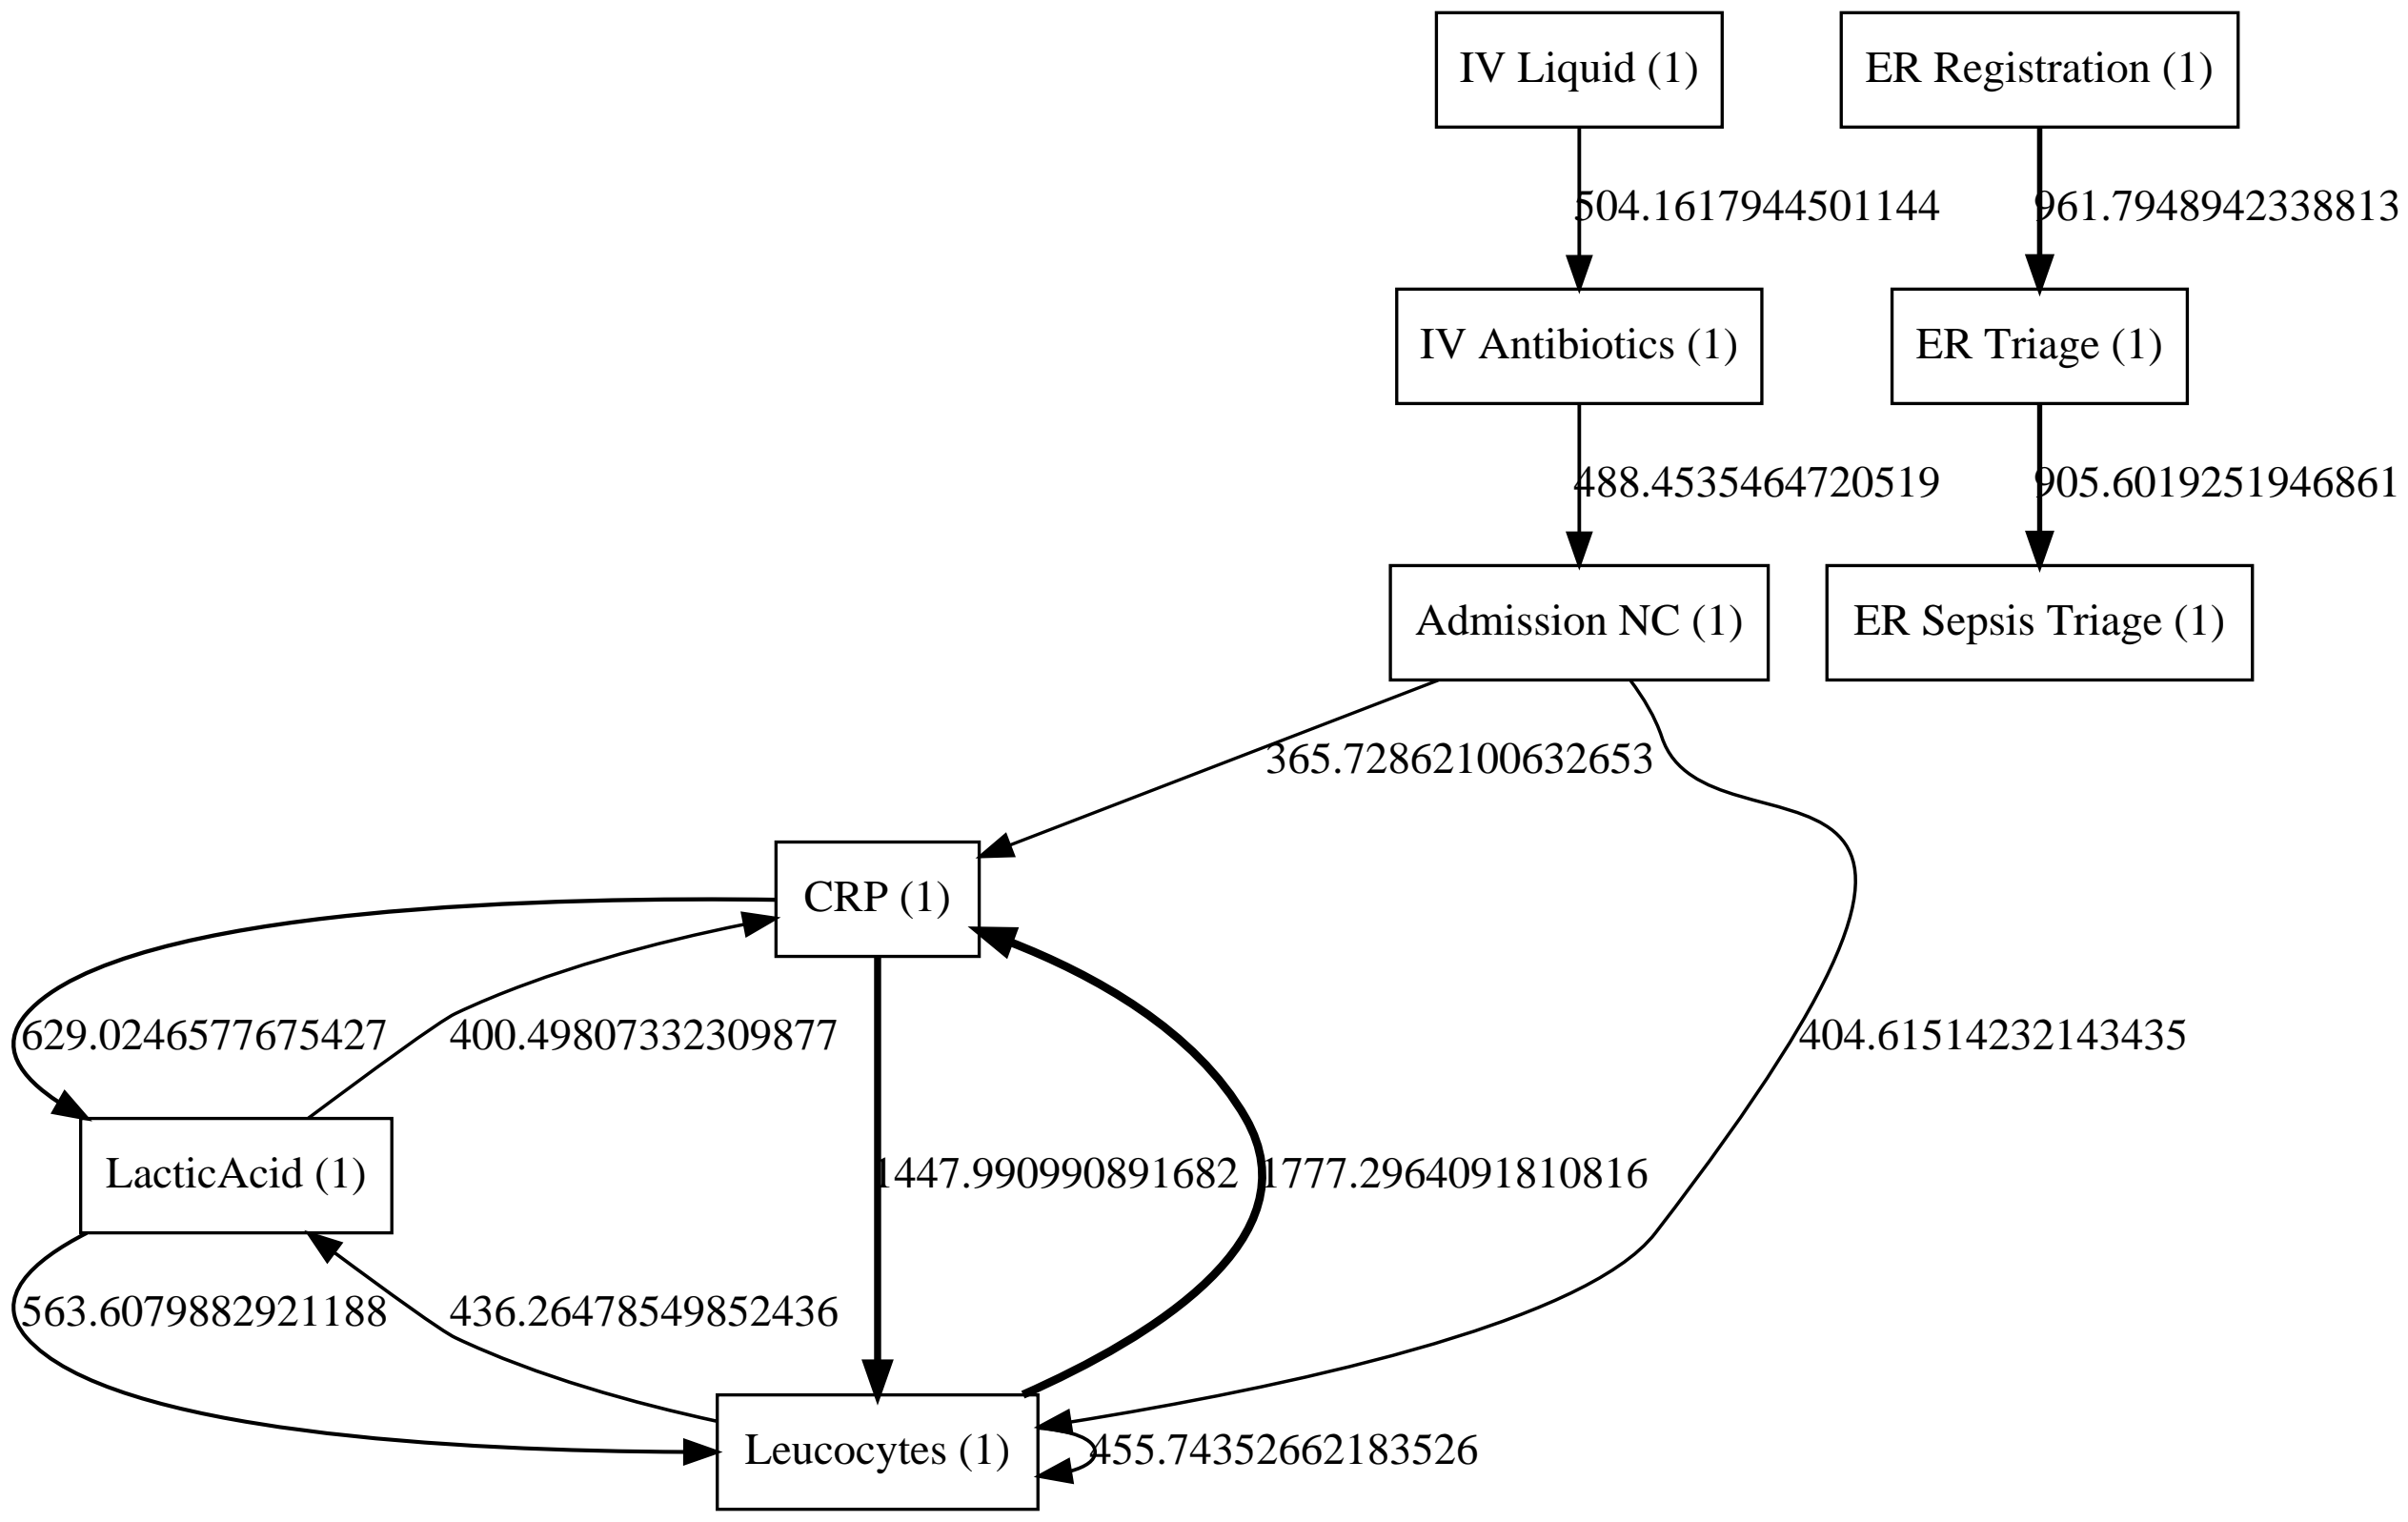 IV Liquid (1)
ER Registration (1)
504.1617944501144
961.7948942338813
IV Antibiotics (1)
ER Triage (1)
488.4535464720519
905.6019251946861
Admission NC (1)
ER Sepsis Triage (1)
365.72862100632653
CRP (1)
629.0246577675427
400.49807332309877
404.61514232143435
LacticAcid (1)
1447.990990891682
1777.2964091810816
563.6079882921188
436.26478549852436
Leucocytes (1)
455.74352662183526